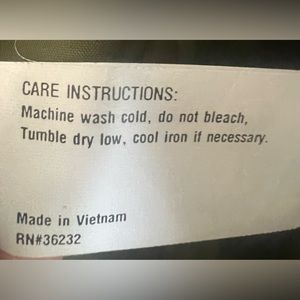 CARE INSTRUCTIONS:
Machine wash cold, do not bleach,
Tumble dry low, cool iron if necessary.
Made in Vietnam
RN#36232